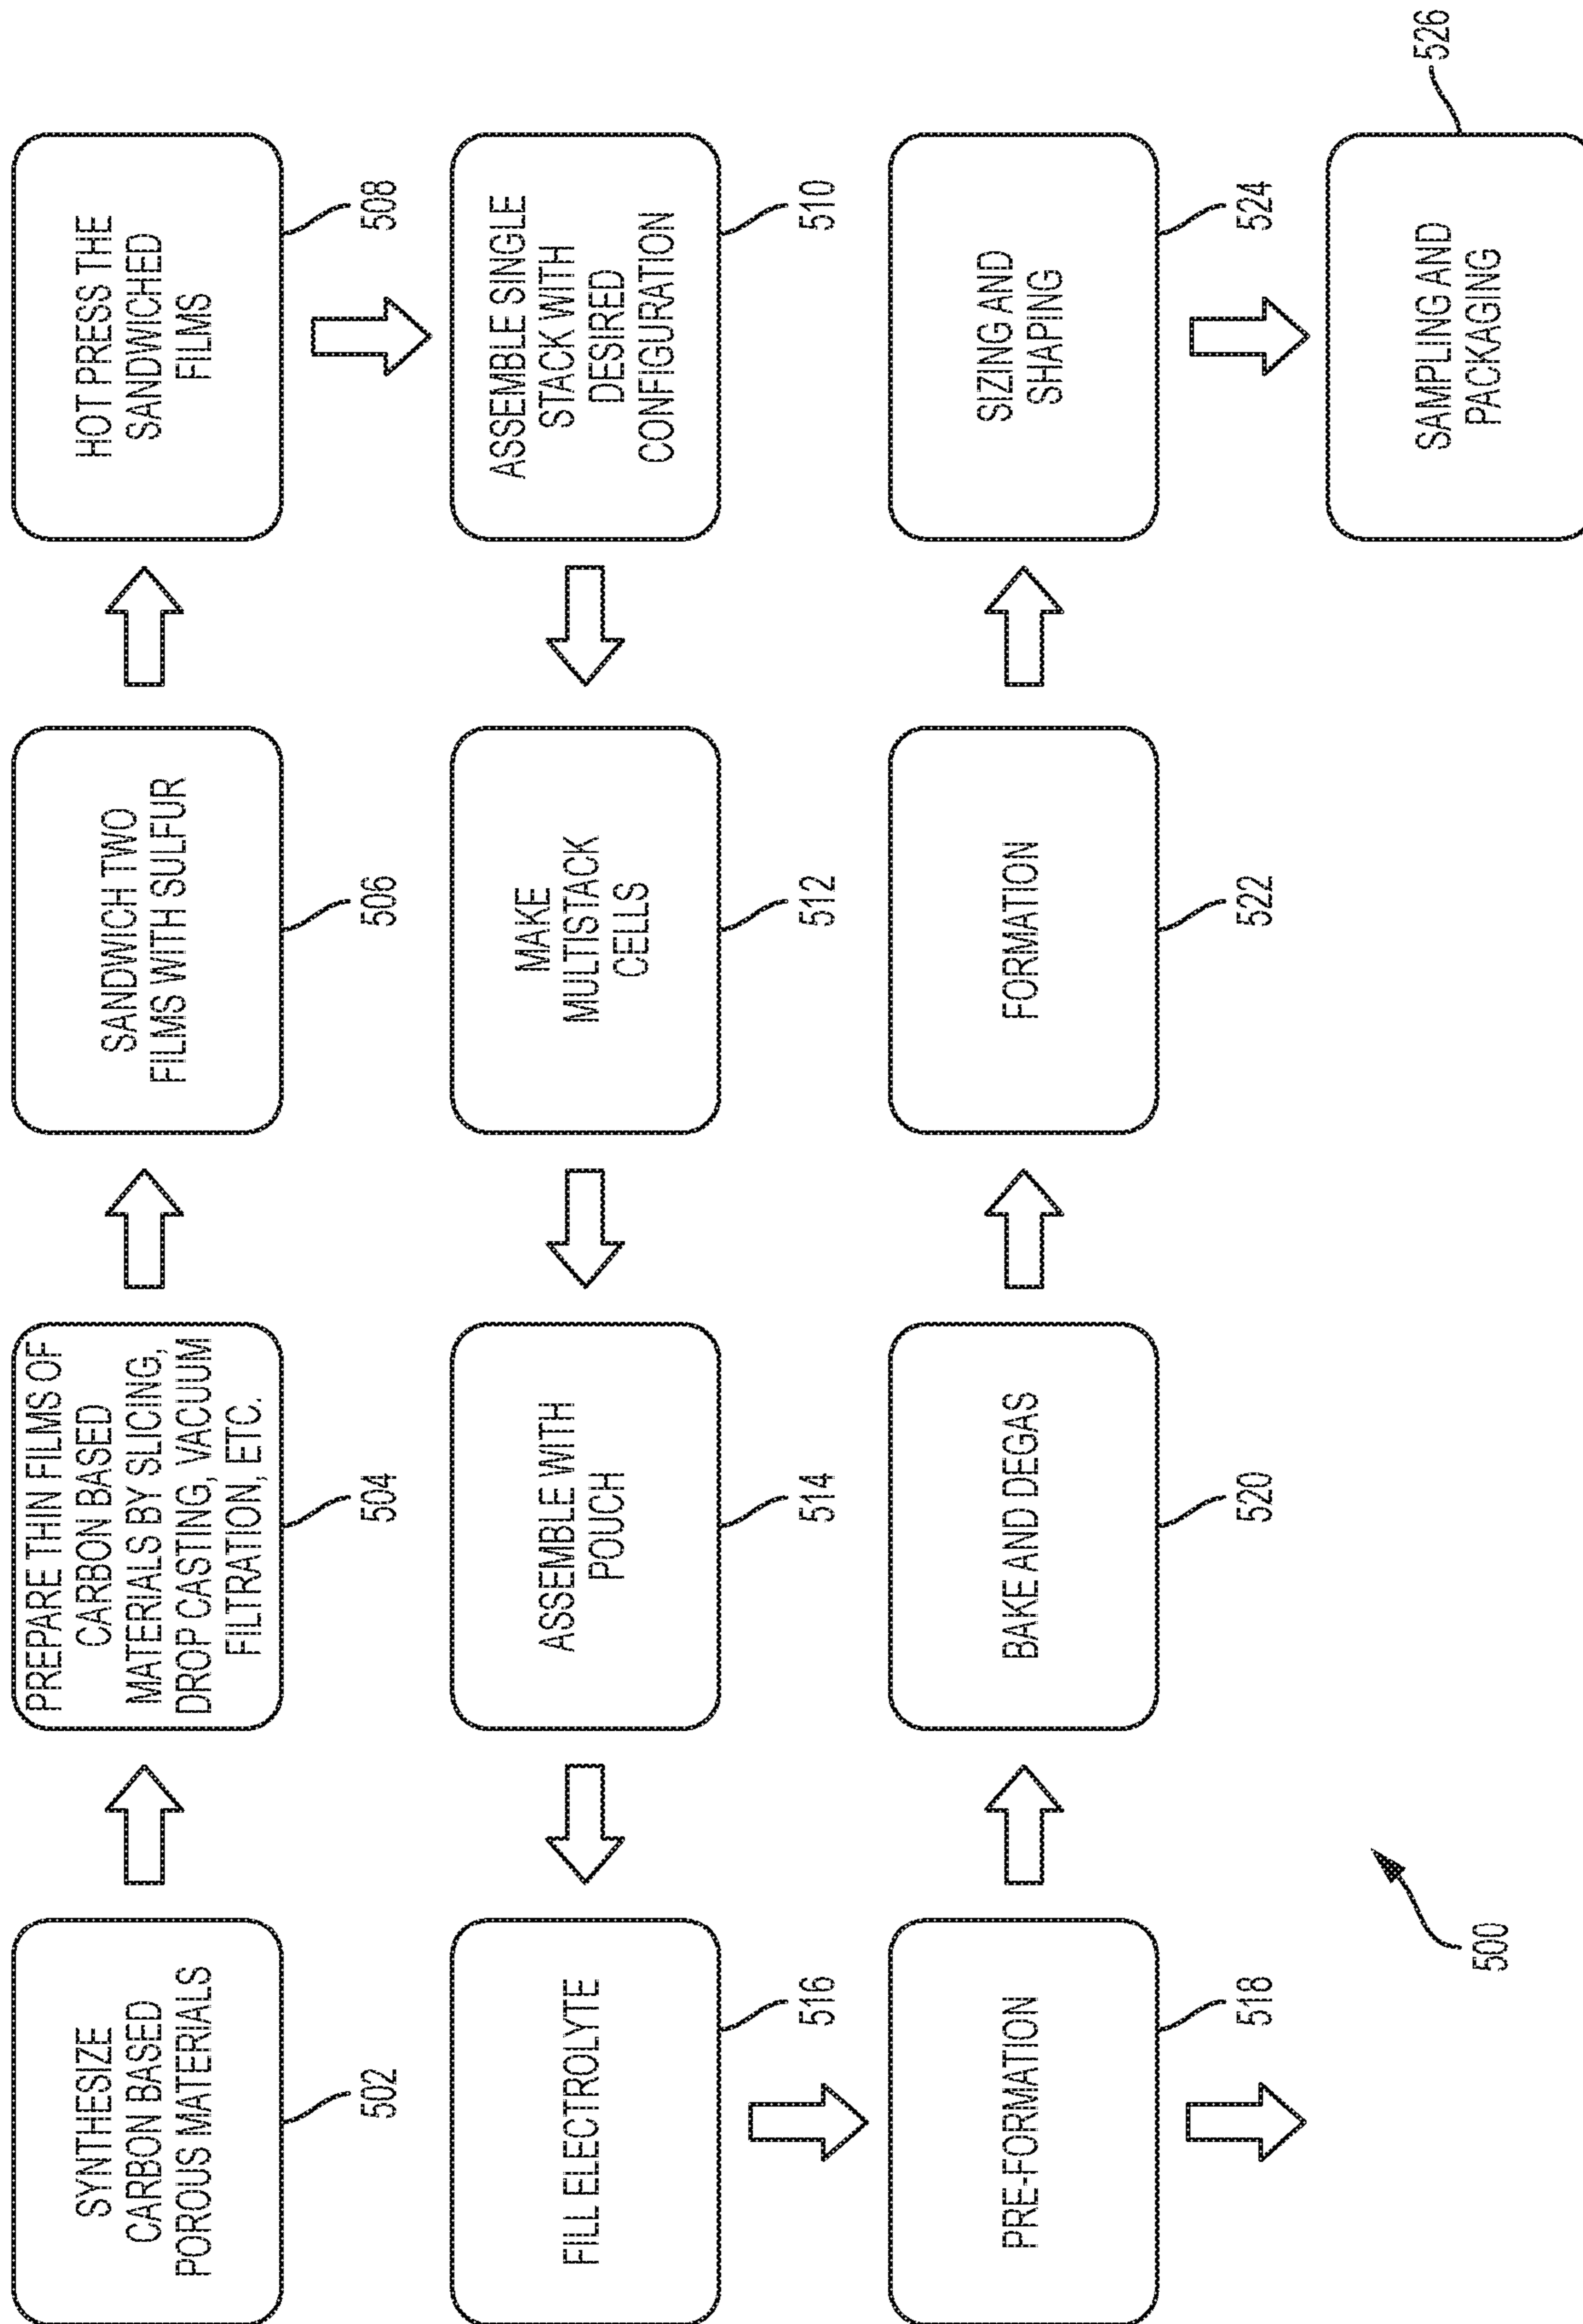 SYNTHESIZE
CARBON BASED
POROUS MATERIALS
502
PREPARE THIN FILMS OF
CARBON BASED
MATERIALS BY SLICING,
DROP CASTING, VACUUM
FILTRATION, ETC.
504
SANDWICH TWO
FILMS WITH SULFUR
506
HOT PRESS THE
SANDWICHED
FILMS
508
ASSEMBLE SINGLE
STACK WITH
DESIRED
CONFIGURATION
510
MAKE
MULTISTACK
CELLS
512
ASSEMBLE WITH
POUCH
514
FILL ELECTROLYTE
516
PRE-FORMATION
518
BAKE AND DEGAS
520
FORMATION
522
SIZING AND
SHAPING
524
SAMPLING AND
PACKAGING
526
500